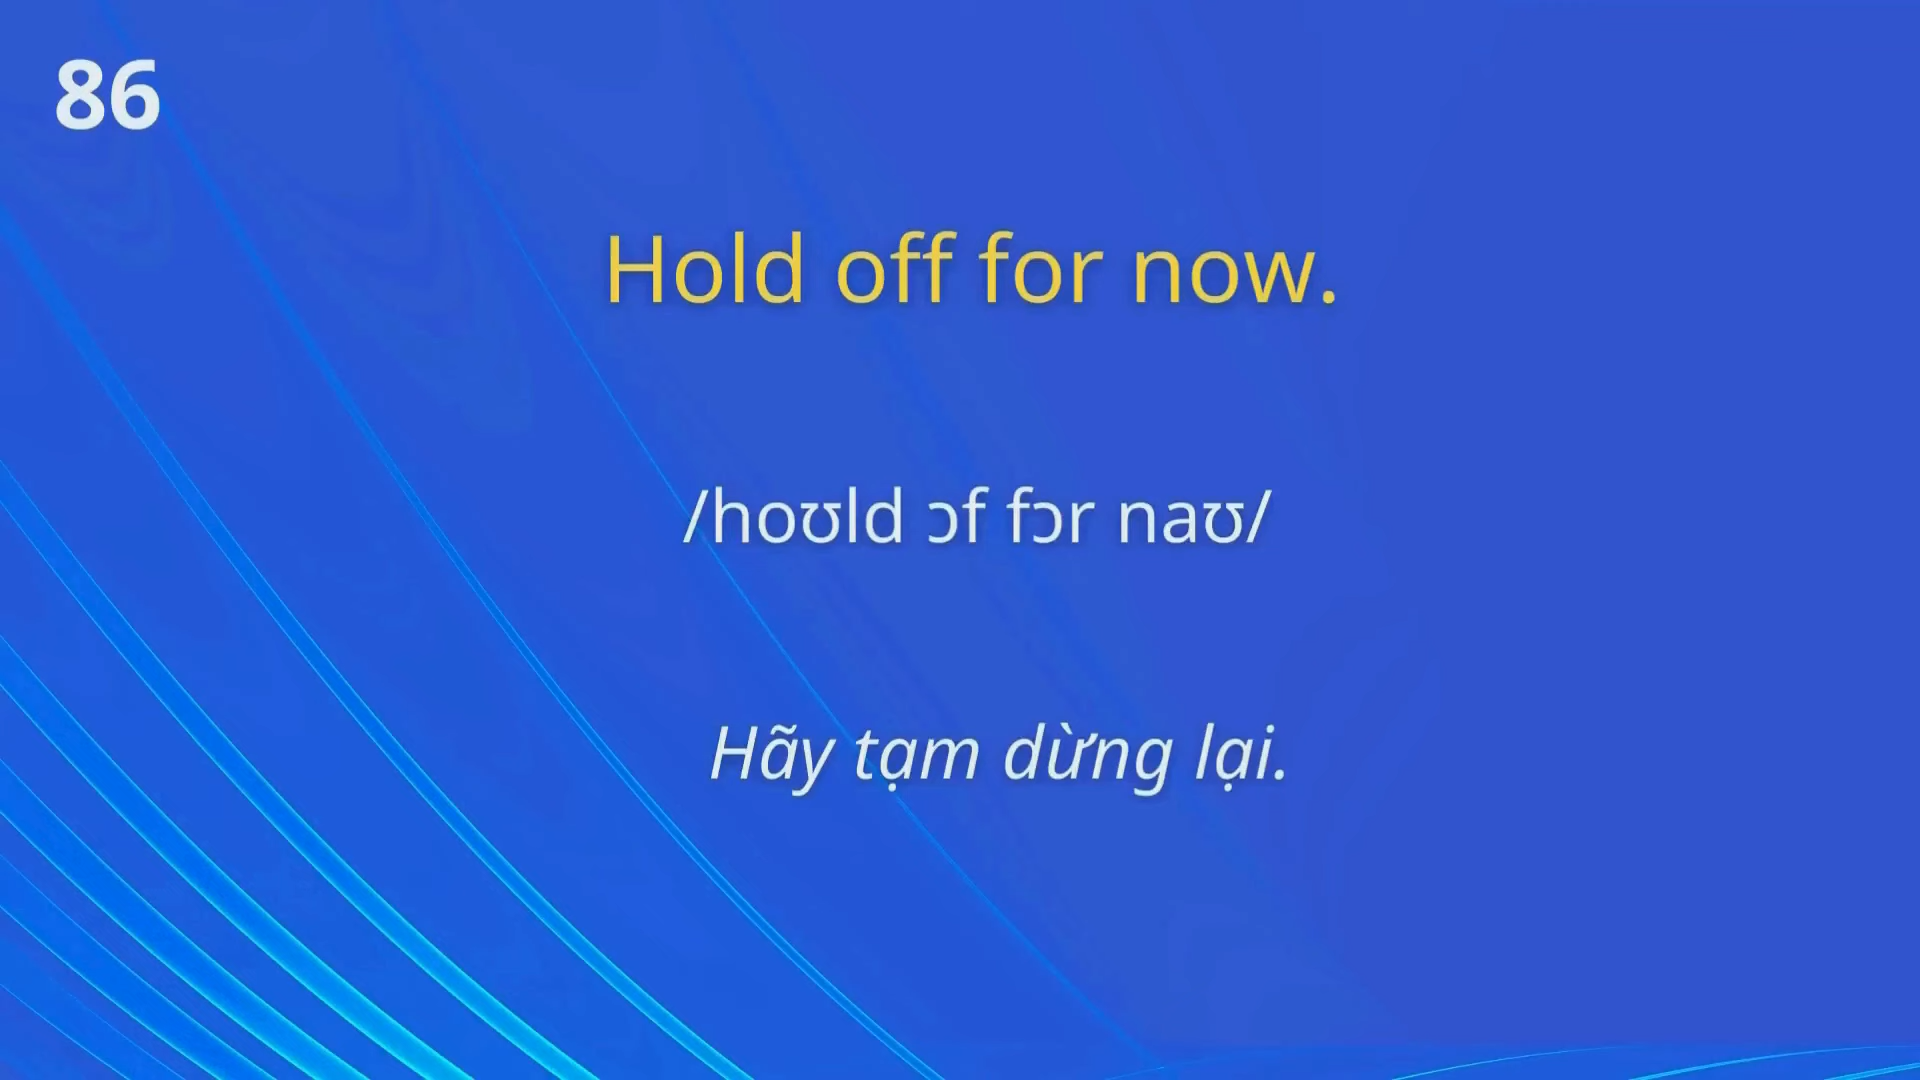 86
Hold off for now.
/hoʊld ɔf fɔr naʊ/
Hãy tạm dừng lại.